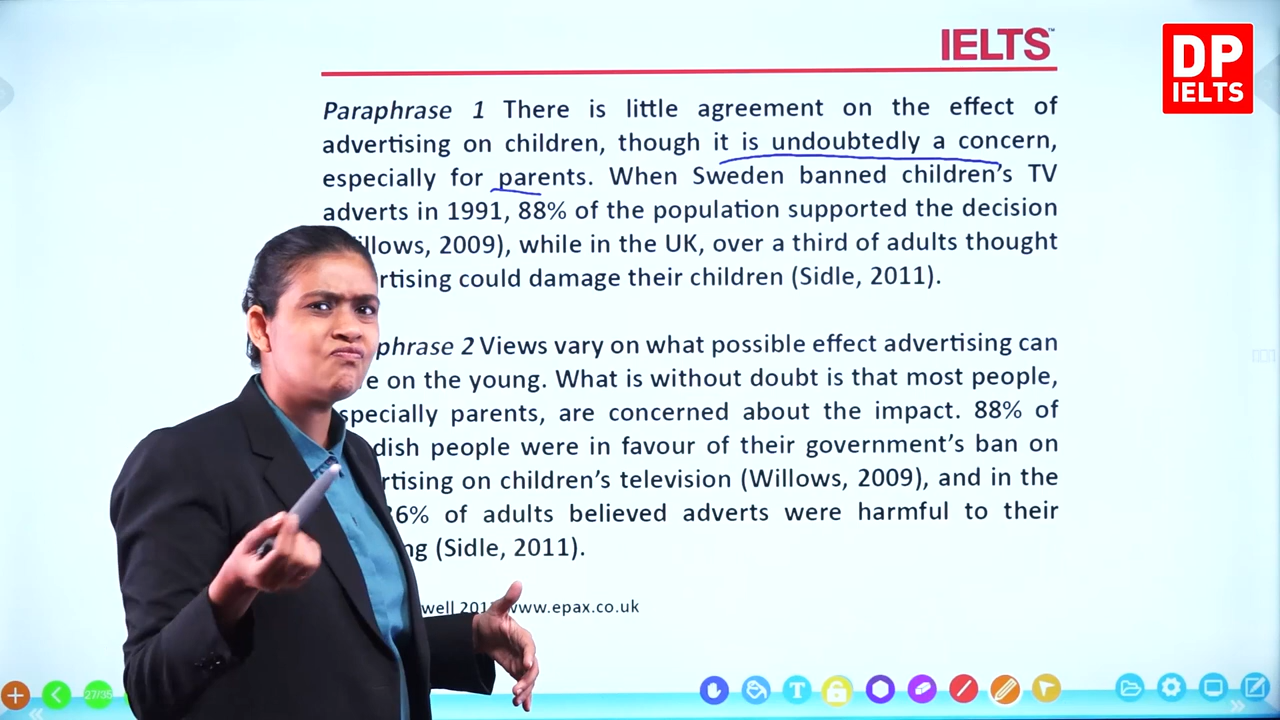 IELTS™
DP
IELTS
Paraphrase 1 There is little agreement on the effect of
advertising on children, though it is undoubtedly a concern,
especially for parents. When Sweden banned children's TV
adverts in 1991, 88% of the population supported the decision
illows, 2009), while in the UK, over a third of adults thought
rtising could damage their children (Sidle, 2011).
phrase 2 Views vary on what possible effect advertising can
e on the young. What is without doubt is that most people,
specially parents, are concerned about the impact. 88% of
dish people were in favour of their government's ban on
rtising on children's television (Willows, 2009), and in the
6% of adults believed adverts were harmful to their
ng (Sidle, 2011).
well 201 www.epax.co.uk
27/35
T